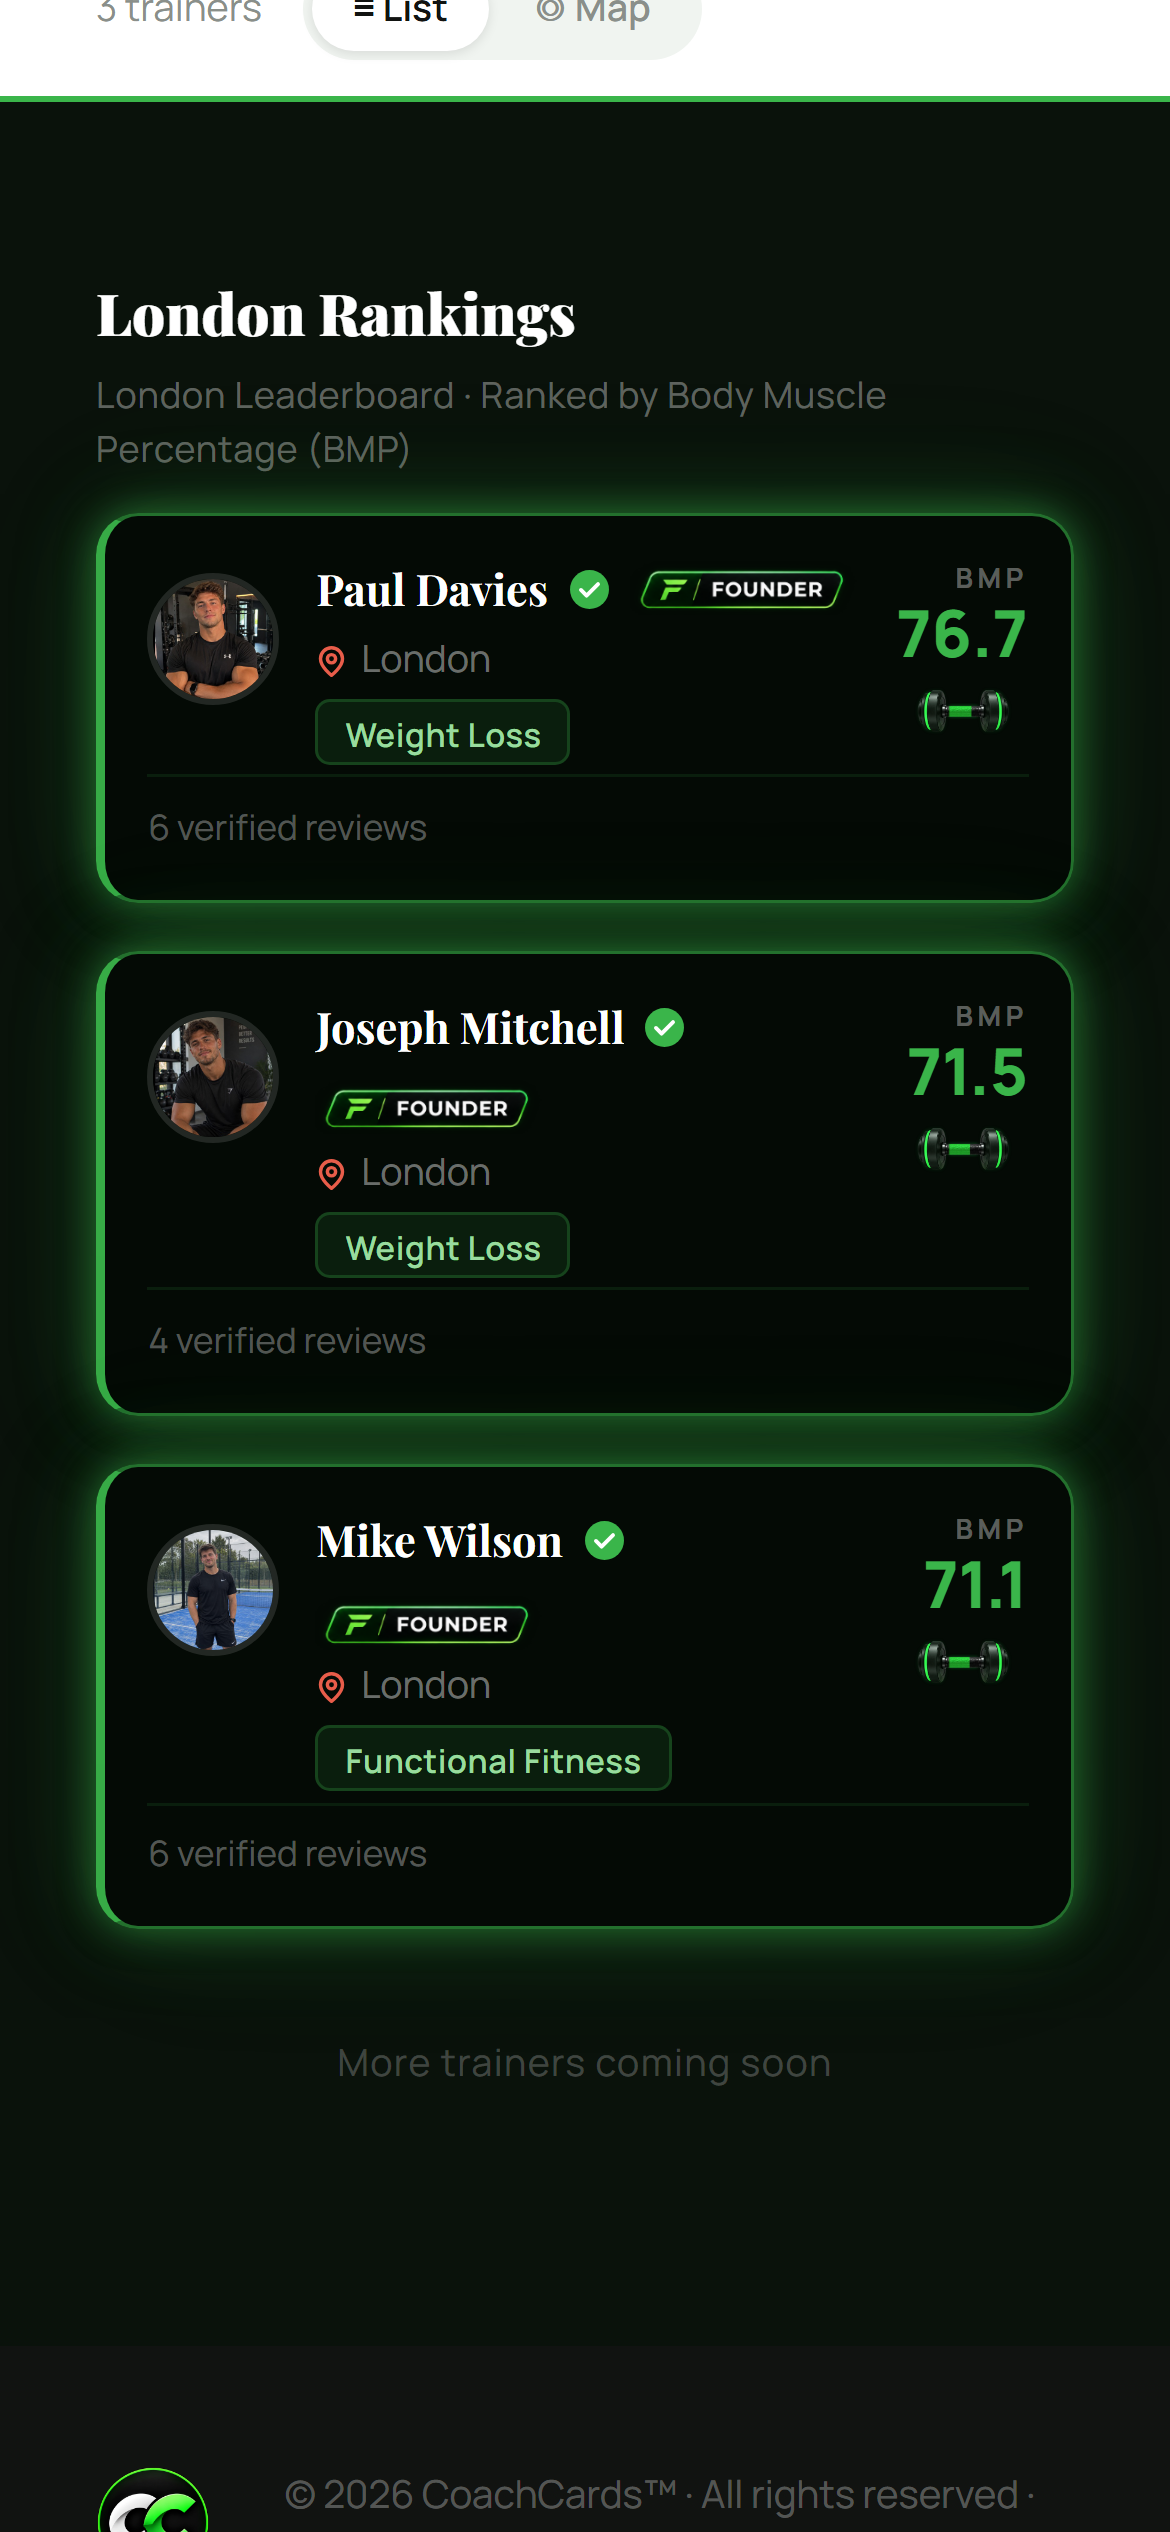 3 trainers
≡ List
◎ Map
London Rankings
London Leaderboard · Ranked by Body Muscle
Percentage (BMP)
Paul Davies
FOUNDER
BMP
76.7
London
Weight Loss
6 verified reviews
Joseph Mitchell
BMP
71.5
FOUNDER
London
Weight Loss
4 verified reviews
Mike Wilson
BMP
71.1
FOUNDER
London
Functional Fitness
6 verified reviews
More trainers coming soon
© 2026 CoachCards™ · All rights reserved ·